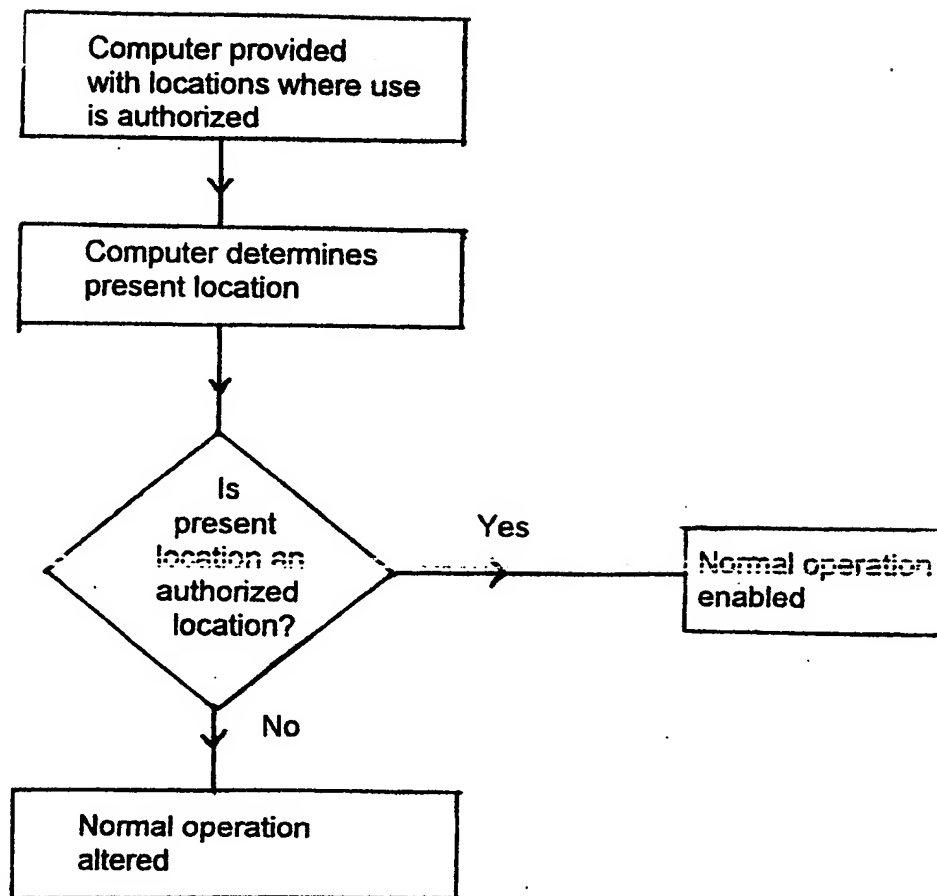 Computer provided
with locations where use
is authorized
Computer determines
present location
Is
present
location an
authorized
location?
Yes
Normal operation
enabled
No
Normal operation
altered